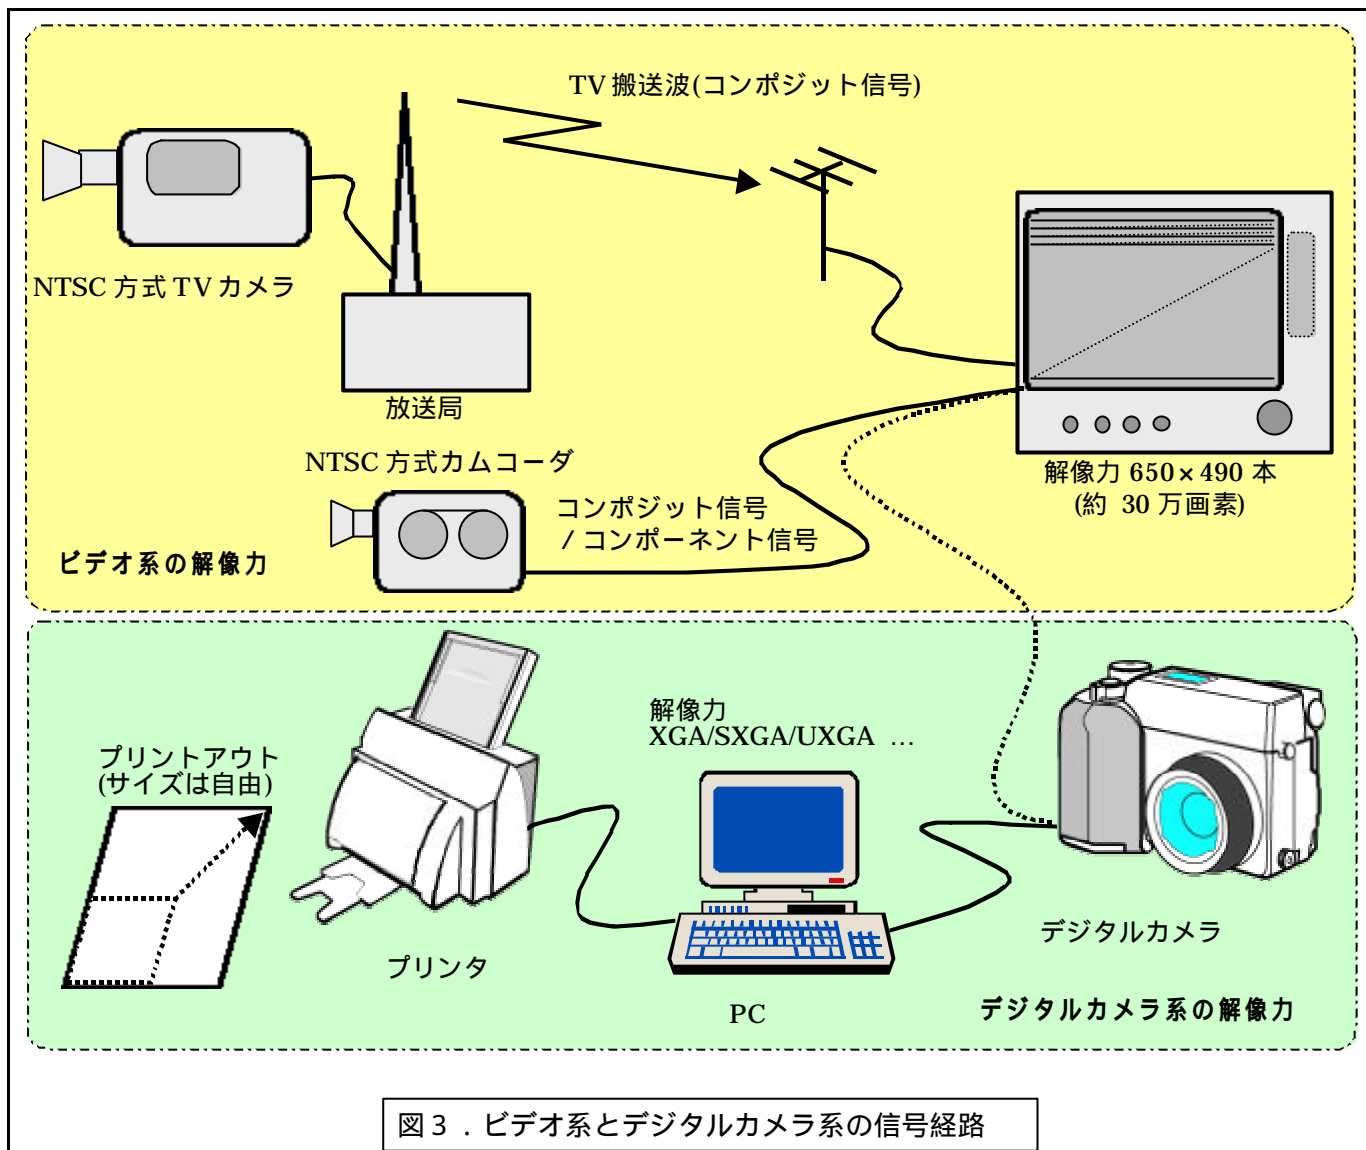 TV 搬送波(コンポジット信号)
NTSC 方式 TV カメラ
放送局
NTSC 方式カムコーダ
コンポジット信号
/ コンポーネント信号
解像力 650×490 本
(約 30 万画素)
ビデオ系の解像力
解像力
XGA/SXGA/UXGA …
プリントアウト
(サイズは自由)
プリンタ
PC
デジタルカメラ
デジタルカメラ系の解像力
図3．ビデオ系とデジタルカメラ系の信号経路